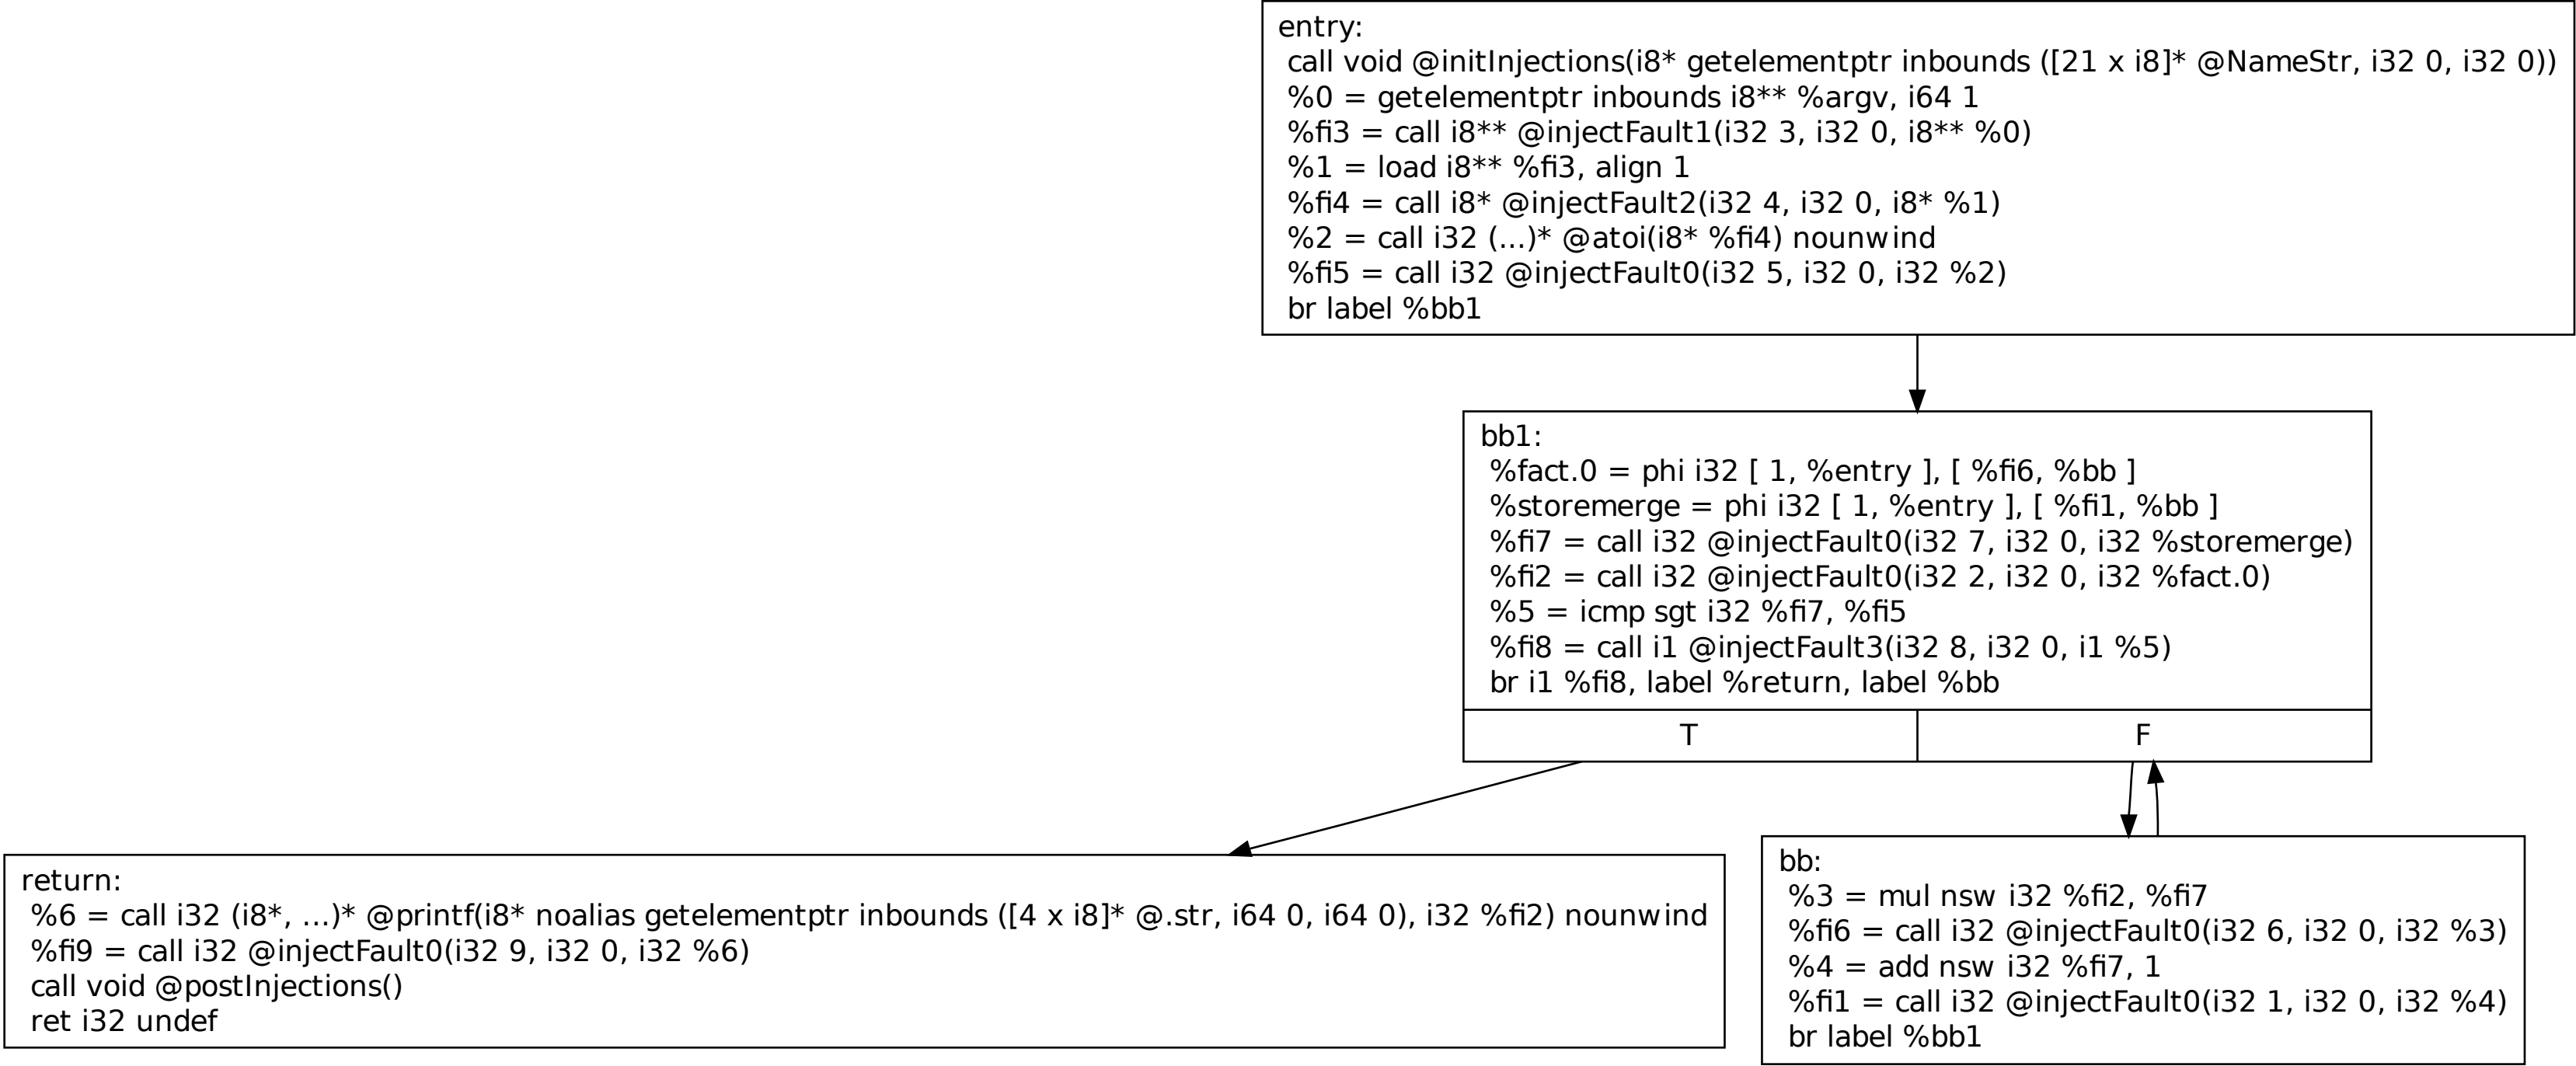 entry:
call void @initInjections(i8* getelementptr inbounds ([21 x i8]* @NameStr, i32 0, i32 0))
%0 = getelementptr inbounds i8** %argv, i64 1
%fi3 = call i8** @injectFault1(i32 3, i32 0, i8** %0)
%1 = load i8** %fi3, align 1
%fi4 = call i8* @injectFault2(i32 4, i32 0, i8* %1)
%2 = call i32 (...)* @atoi(i8* %fi4) nounwind
%fi5 = call i32 @injectFault0(i32 5, i32 0, i32 %2)
br label %bb1
bb1:
%fact.0 = phi i32 [ 1, %entry ], [ %fi6, %bb ]
%storemerge = phi i32 [ 1, %entry ], [ %fi1, %bb ]
%fi7 = call i32 @injectFault0(i32 7, i32 0, i32 %storemerge)
%fi2 = call i32 @injectFault0(i32 2, i32 0, i32 %fact.0)
%5 = icmp sgt i32 %fi7, %fi5
%fi8 = call i1 @injectFault3(i32 8, i32 0, i1 %5)
br i1 %fi8, label %return, label %bb
T
F
return:
%6 = call i32 (i8*, ...)* @printf(i8* noalias getelementptr inbounds ([4 x i8]* @.str, i64 0, i64 0), i32 %fi2) nounwind
%fi9 = call i32 @injectFault0(i32 9, i32 0, i32 %6)
call void @postInjections()
ret i32 undef
bb:
%3 = mul nsw i32 %fi2, %fi7
%fi6 = call i32 @injectFault0(i32 6, i32 0, i32 %3)
%4 = add nsw i32 %fi7, 1
%fi1 = call i32 @injectFault0(i32 1, i32 0, i32 %4)
br label %bb1